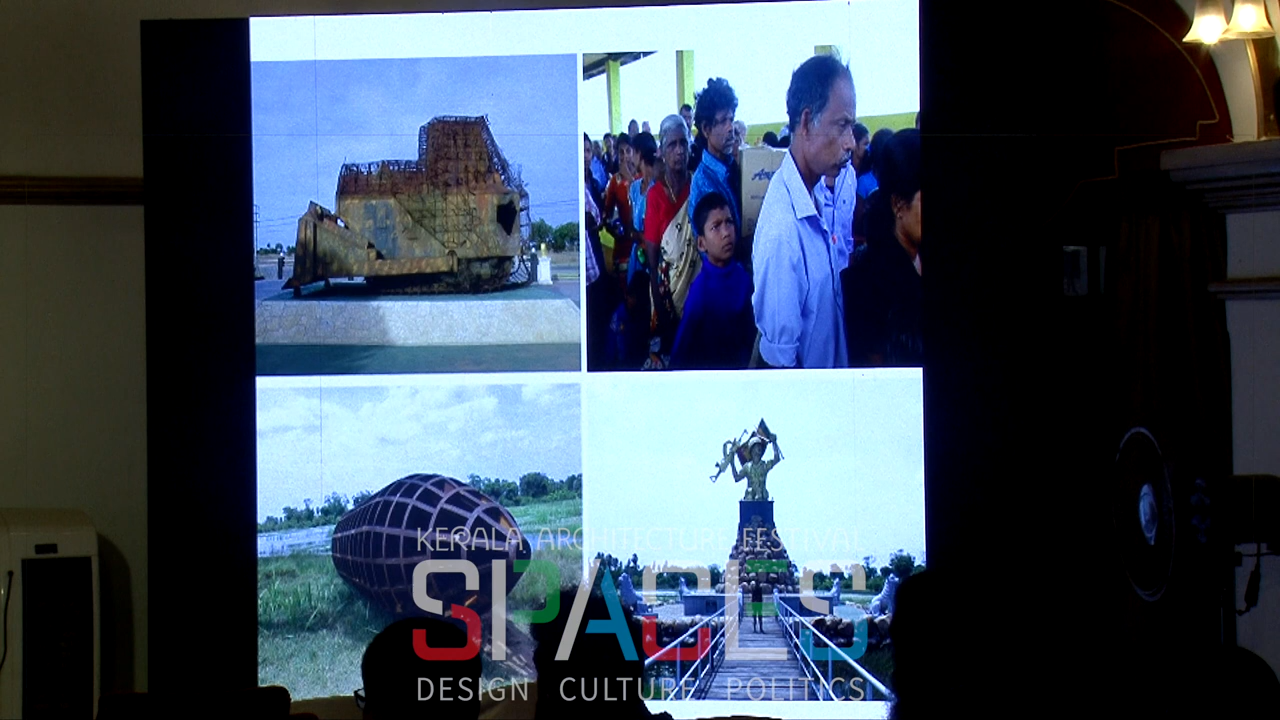 KERALA ARCHITECTURE FESTIVAL
SPACES
DESIGN CULTURE POLITICS